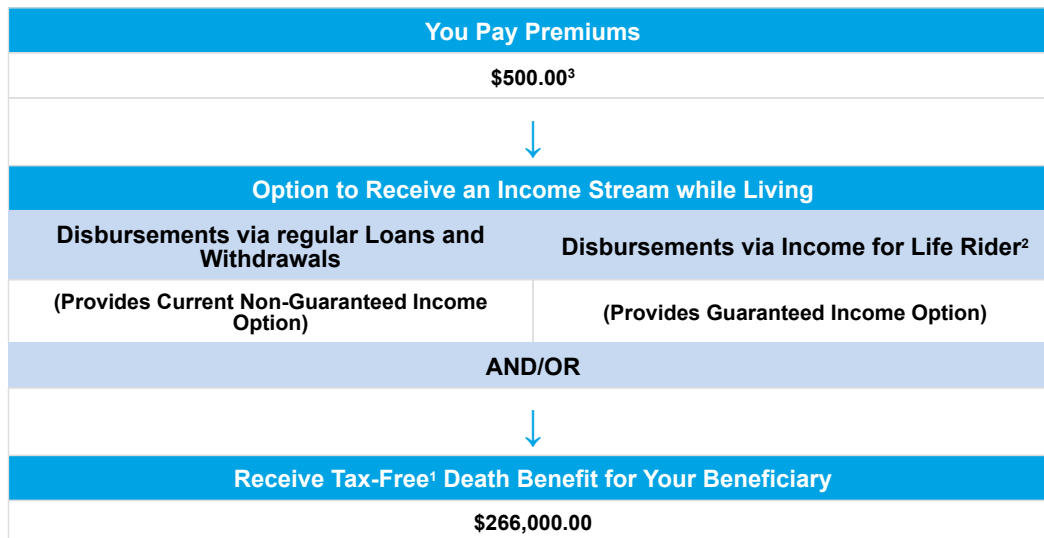 You Pay Premiums
$500.00³
Option to Receive an Income Stream while Living
Disbursements via regular Loans and
Withdrawals
Disbursements via Income for Life Rider²
(Provides Current Non-Guaranteed Income
Option)
(Provides Guaranteed Income Option)
AND/OR
Receive Tax-Free¹ Death Benefit for Your Beneficiary
$266,000.00